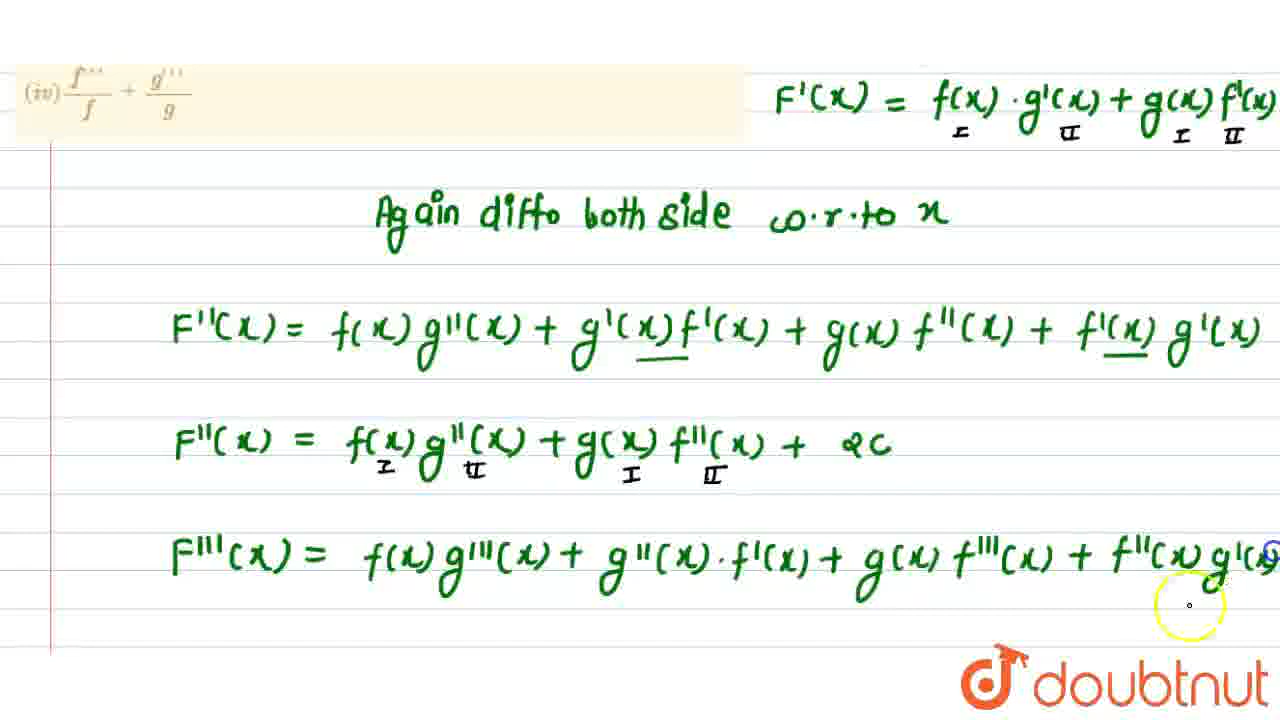 (iv) f'''/f + g'''/g
F'(x) = f(x) · g'(x) + g(x) f'(x)
I II I II
Again diffo both side w.r.to x
F''(x) = f(x) g''(x) + g'(x) f'(x) + g(x) f''(x) + f'(x) g'(x)
F''(x) = f(x) g''(x) + g(x) f''(x) + 2c
I II I II
F'''(x) = f(x) g'''(x) + g''(x) · f'(x) + g(x) f'''(x) + f''(x) g'(x)
doubtnut